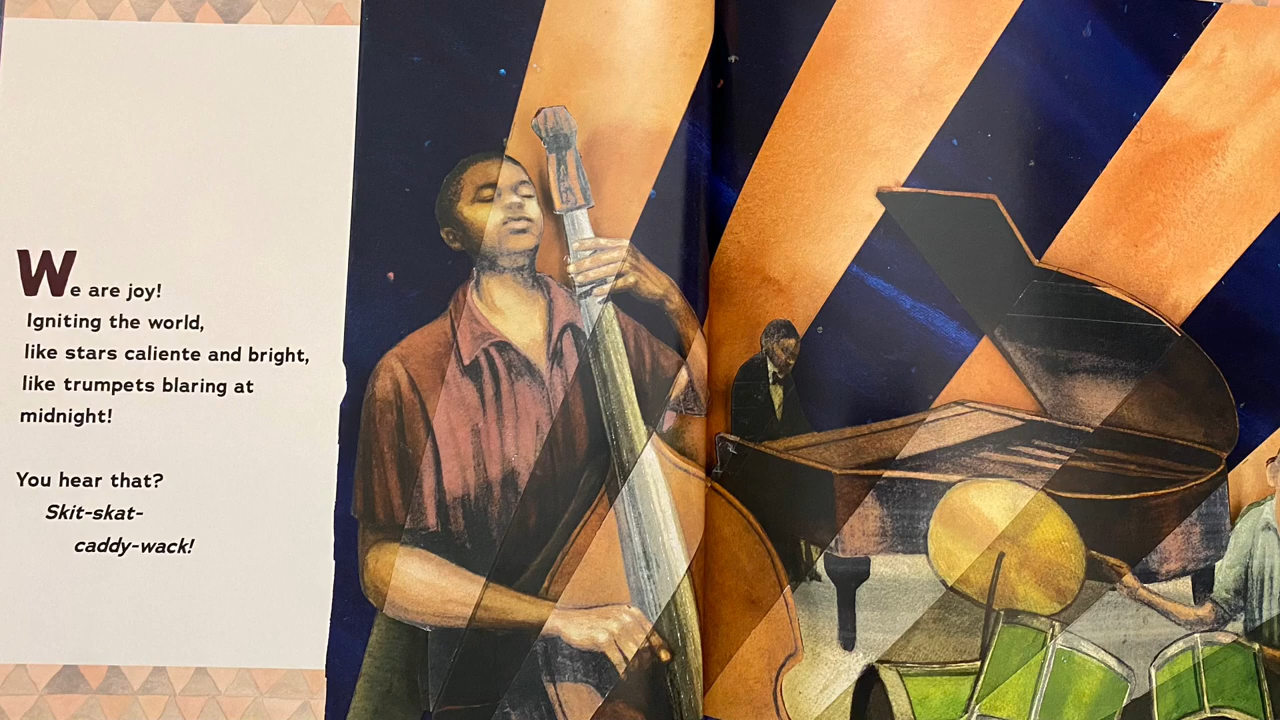 We are joy!
Igniting the world,
like stars caliente and bright,
like trumpets blaring at
midnight!
You hear that?
Skit-skat-
caddy-wack!